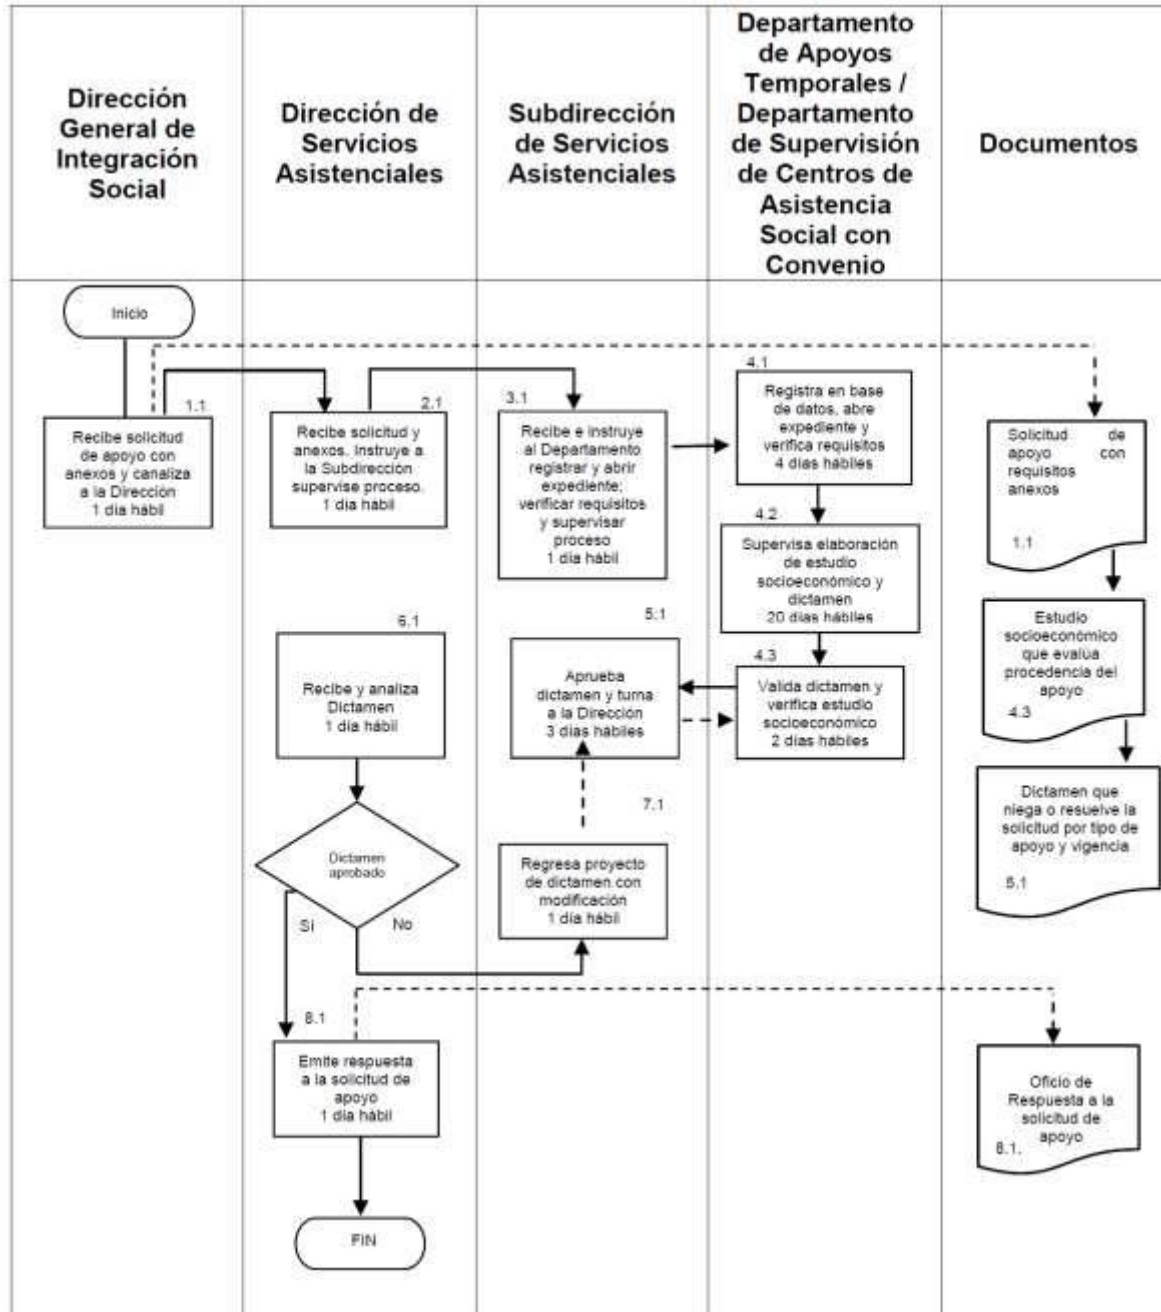 Dirección
General de
Integración
Social
Dirección de
Servicios
Asistenciales
Subdirección
de Servicios
Asistenciales
Departamento
de Apoyos
Temporales /
Departamento
de Supervisión
de Centros de
Asistencia
Social con
Convenio
Documentos
Inicio
1.1
Recibe solicitud
de apoyo con
anexos y canaliza
a la Dirección
1 día hábil
2.1
Recibe solicitud y
anexos. Instruye a
la Subdirección
supervise proceso.
1 día hábil
3.1
Recibe e instruye
al Departamento
registrar y abrir
expediente;
verificar requisitos
y supervisar
proceso
1 día hábil
4.1
Registra en base
de datos, abre
expediente y
verifica requisitos
4 días hábiles
Solicitud de
apoyo con
requisitos
anexos
1.1
4.2
Supervisa elaboración
de estudio
socioeconómico y
dictamen
20 días hábiles
Estudio
socioeconómico
que evalúa
procedencia del
apoyo
4.3
6.1
Recibe y analiza
Dictamen
1 día hábil
5.1
Aprueba
dictamen y turna
a la Dirección
3 días hábiles
4.3
Valida dictamen y
verifica estudio
socioeconómico
2 días hábiles
Dictamen que
niega o resuelve la
solicitud por tipo de
apoyo y vigencia
5.1
Dictamen
aprobado
Si
No
7.1
Regresa proyecto
de dictamen con
modificación
1 día hábil
8.1
Emite respuesta
a la solicitud de
apoyo
1 día hábil
Oficio de
Respuesta a la
solicitud de
apoyo
8.1.
FIN